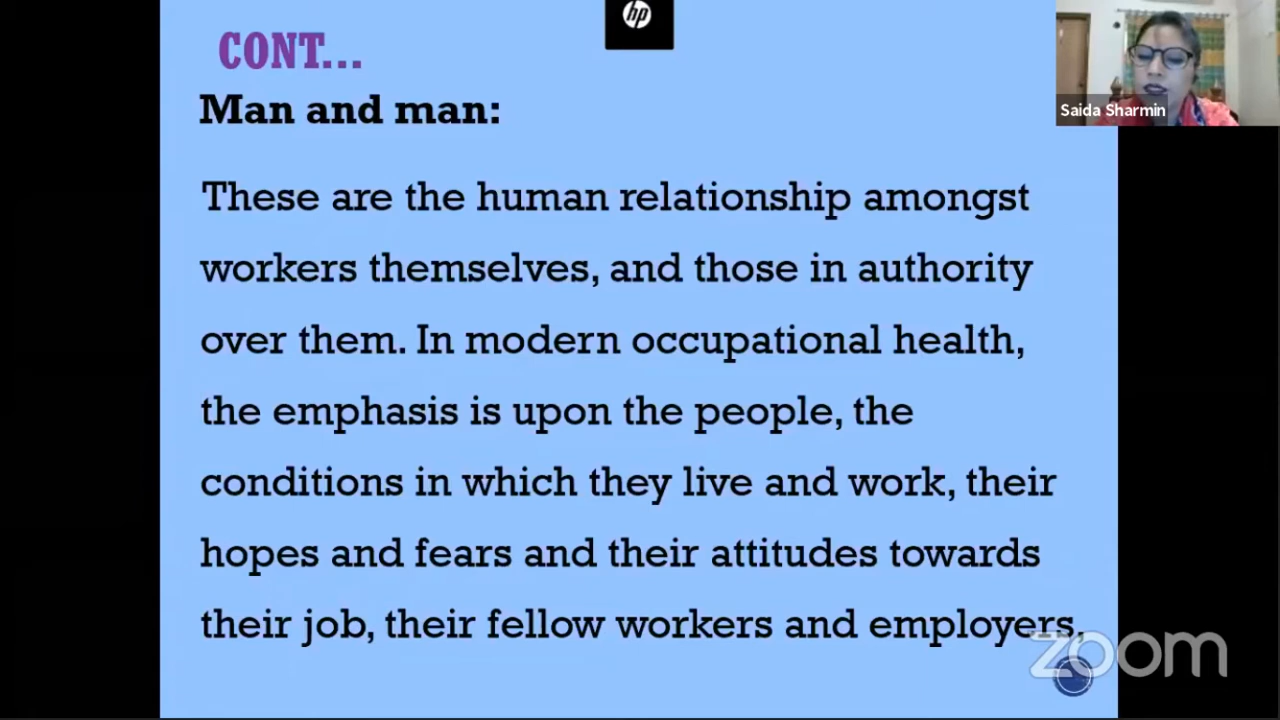 hp
CONT...
Man and man:
Saida Sharmin
These are the human relationship amongst
workers themselves, and those in authority
over them. In modern occupational health,
the emphasis is upon the people, the
conditions in which they live and work, their
hopes and fears and their attitudes towards
their job, their fellow workers and employers.
zoom